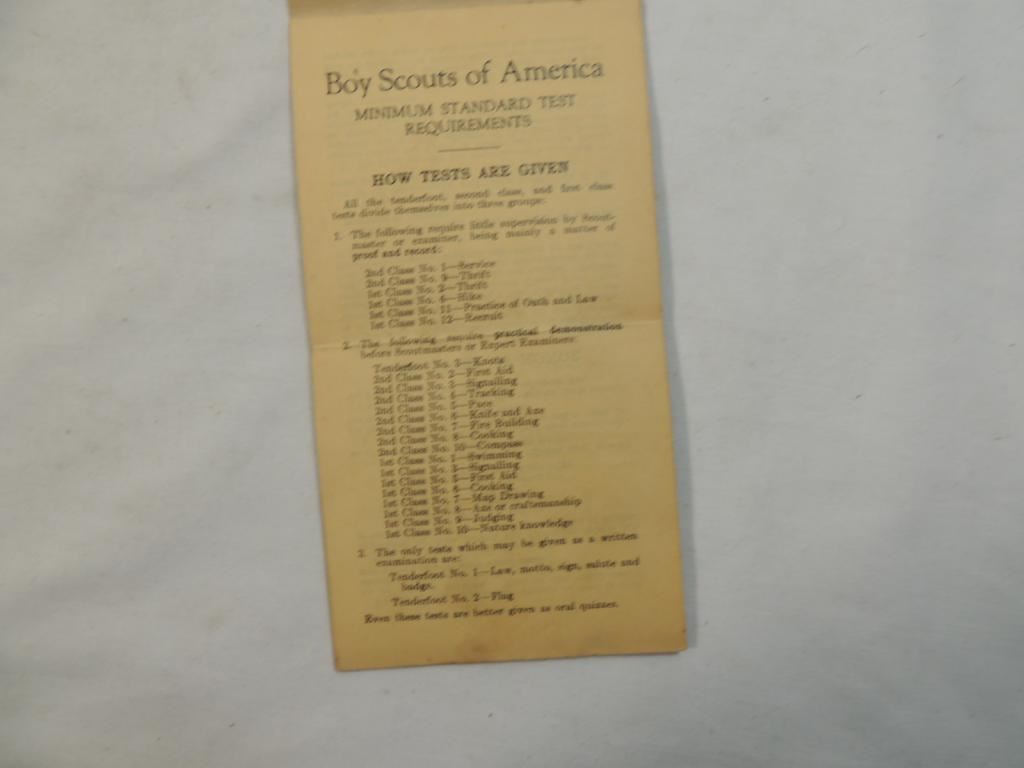 Boy Scouts of America
MINIMUM STANDARD TEST
REQUIREMENTS
HOW TESTS ARE GIVEN
All the tenderfoot, second class, and first class
tests divide themselves into three groups:
1. The following require little supervision by Scout-
master or examiner, being mainly a matter of
proof and record:
2nd Class No. 1—Service
2nd Class No. 9—Thrift
1st Class No. 2—Thrift
1st Class No. 4—Hike
1st Class No. 11—Practice of Oath and Law
1st Class No. 12—Recruit
2. The following require practical demonstration
before Scoutmasters or Expert Examiners:
Tenderfoot No. 3—Knots
2nd Class No. 2—First Aid
2nd Class No. 3—Signalling
2nd Class No. 4—Tracking
2nd Class No. 5—Pace
2nd Class No. 6—Knife and Axe
2nd Class No. 7—Fire Building
2nd Class No. 8—Cooking
2nd Class No. 10—Compass
1st Class No. 1—Swimming
1st Class No. 3—Signalling
1st Class No. 5—First Aid
1st Class No. 6—Cooking
1st Class No. 7—Map Drawing
1st Class No. 8—Axe or craftsmanship
1st Class No. 9—Judging
1st Class No. 10—Nature knowledge
3. The only tests which may be given as a written
examination are:
Tenderfoot No. 1—Law, motto, sign, salute and
badge.
Tenderfoot No. 2—Flag
Even these tests are better given as oral quizzes.